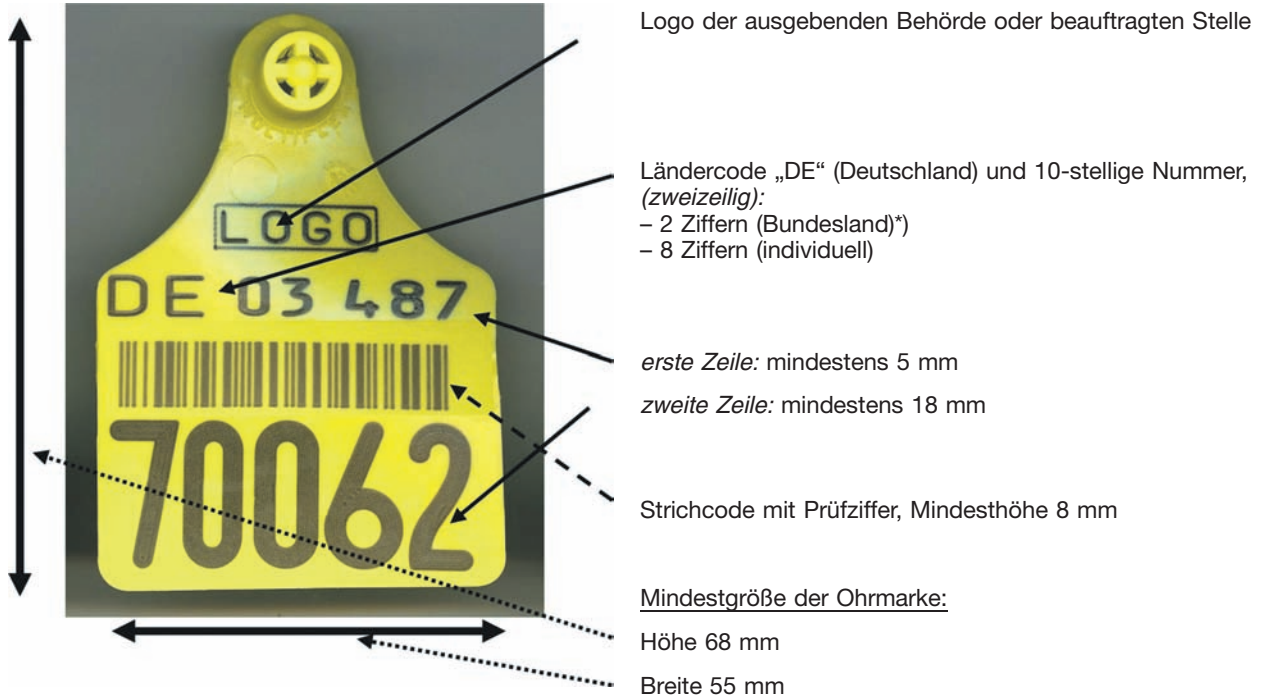 Logo der ausgebenden Behörde oder beauftragten Stelle
Ländercode „DE“ (Deutschland) und 10-stellige Nummer,
(zweizeilig):
– 2 Ziffern (Bundesland)*)
– 8 Ziffern (individuell)
LOGO
DE 03 487
erste Zeile: mindestens 5 mm
zweite Zeile: mindestens 18 mm
70062
Strichcode mit Prüfziffer, Mindesthöhe 8 mm
Mindestgröße der Ohrmarke:
Höhe 68 mm
Breite 55 mm